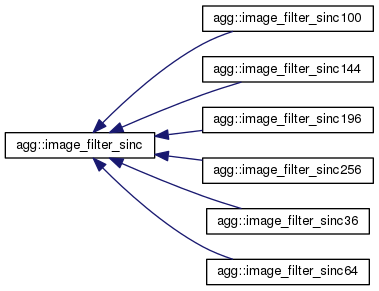 agg::image_filter_sinc100
agg::image_filter_sinc144
agg::image_filter_sinc196
agg::image_filter_sinc
agg::image_filter_sinc256
agg::image_filter_sinc36
agg::image_filter_sinc64